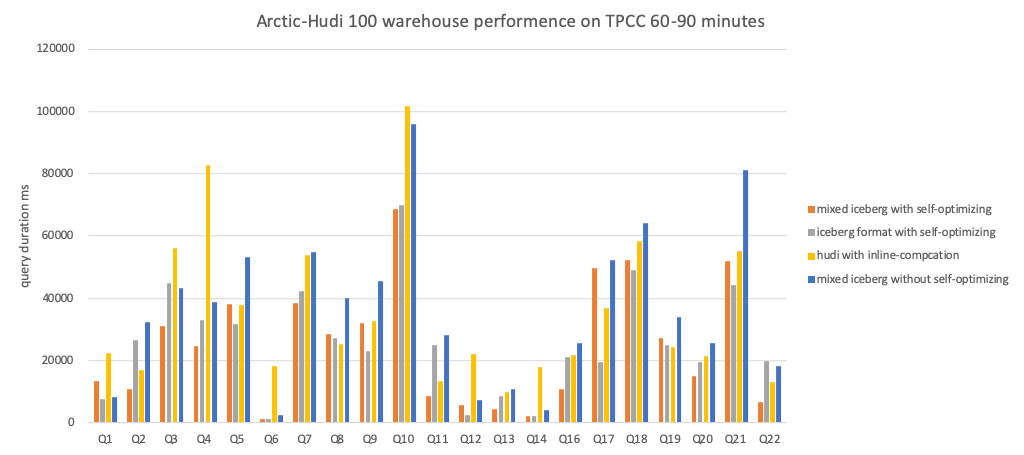 Arctic-Hudi 100 warehouse performence on TPCC 60-90 minutes
120000
100000
80000
60000
40000
20000
0
query duration ms
Q1 Q2 Q3 Q4 Q5 Q6 Q7 Q8 Q9 Q10 Q11 Q12 Q13 Q14 Q16 Q17 Q18 Q19 Q20 Q21 Q22
mixed iceberg with self-optimizing
iceberg format with self-optimizing
hudi with inline-compcation
mixed iceberg without self-optimizing